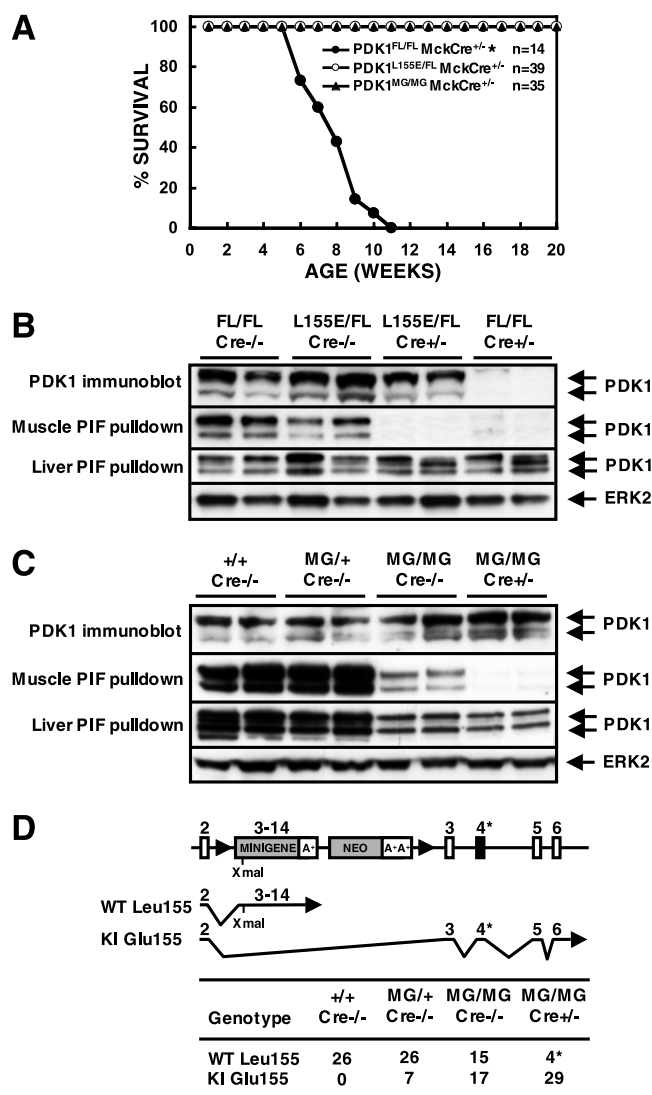 A
100
80
60
40
20
0
% SURVIVAL
PDK1FL/FL MckCre+/- * n=14
PDK1L155E/FL MckCre+/- n=39
PDK1MG/MG MckCre+/- n=35
0 2 4 6 8 10 12 14 16 18 20
AGE (WEEKS)
B
FL/FL L155E/FL L155E/FL FL/FL
Cre-/- Cre-/- Cre+/- Cre+/-
PDK1 immunoblot PDK1
Muscle PIF pulldown PDK1
Liver PIF pulldown PDK1
ERK2
C
+/+ MG/+ MG/MG MG/MG
Cre-/- Cre-/- Cre-/- Cre+/-
PDK1 immunoblot PDK1
Muscle PIF pulldown PDK1
Liver PIF pulldown PDK1
ERK2
D
2 3-14 3 4* 5 6
MINIGENE A+ NEO A+A+
XmaI
2 3-14
WT Leu155 XmaI
KI Glu155 2 3 4* 5 6
+/+ MG/+ MG/MG MG/MG
Genotype Cre-/- Cre-/- Cre-/- Cre+/-
WT Leu155 26 26 15 4*
KI Glu155 0 7 17 29